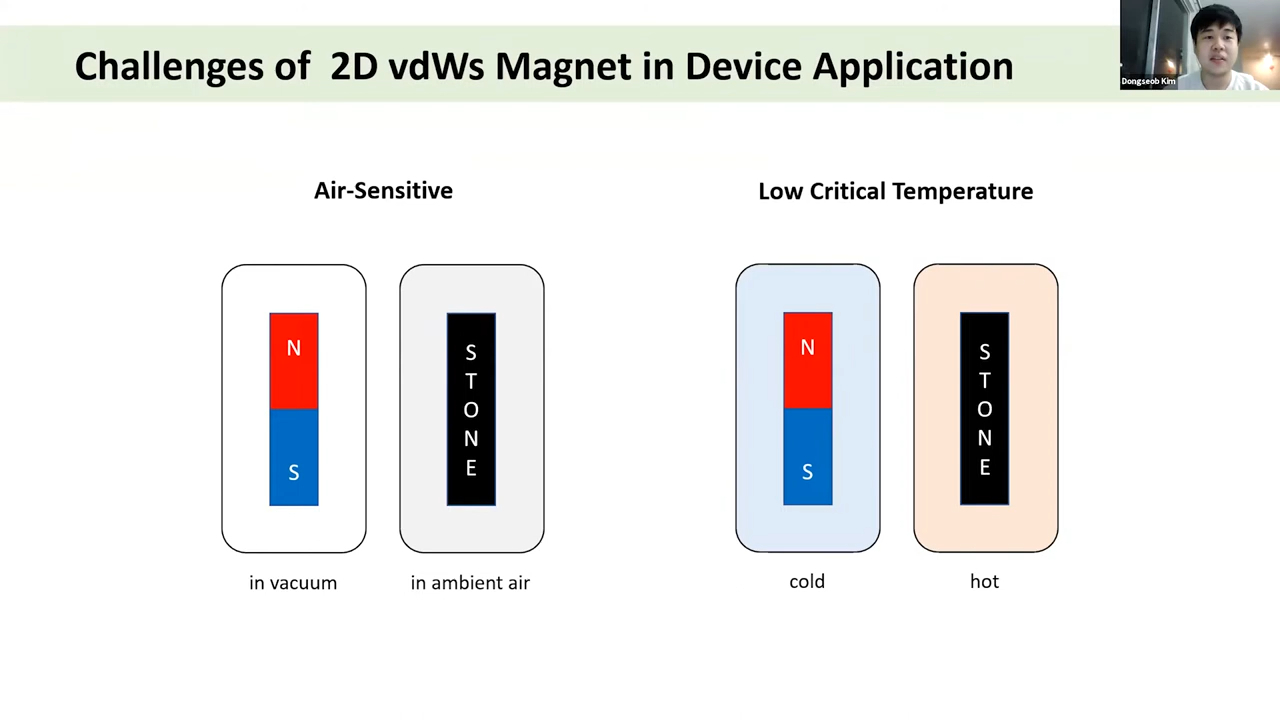 Challenges of 2D vdWs Magnet in Device Application
Dongseob Kim
Air-Sensitive
Low Critical Temperature
N
S
S
T
O
N
E
N
S
S
T
O
N
E
in vacuum
in ambient air
cold
hot